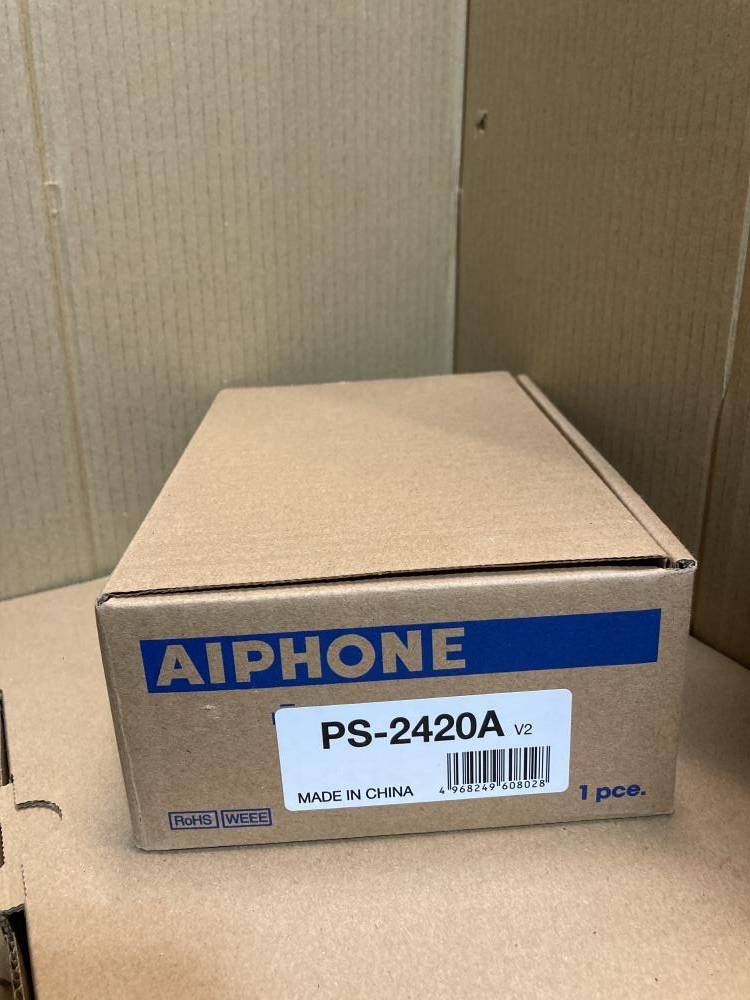 AIPHONE
PS-2420A V2
MADE IN CHINA
4 968249 608028
1 pce.
RoHS WEEE